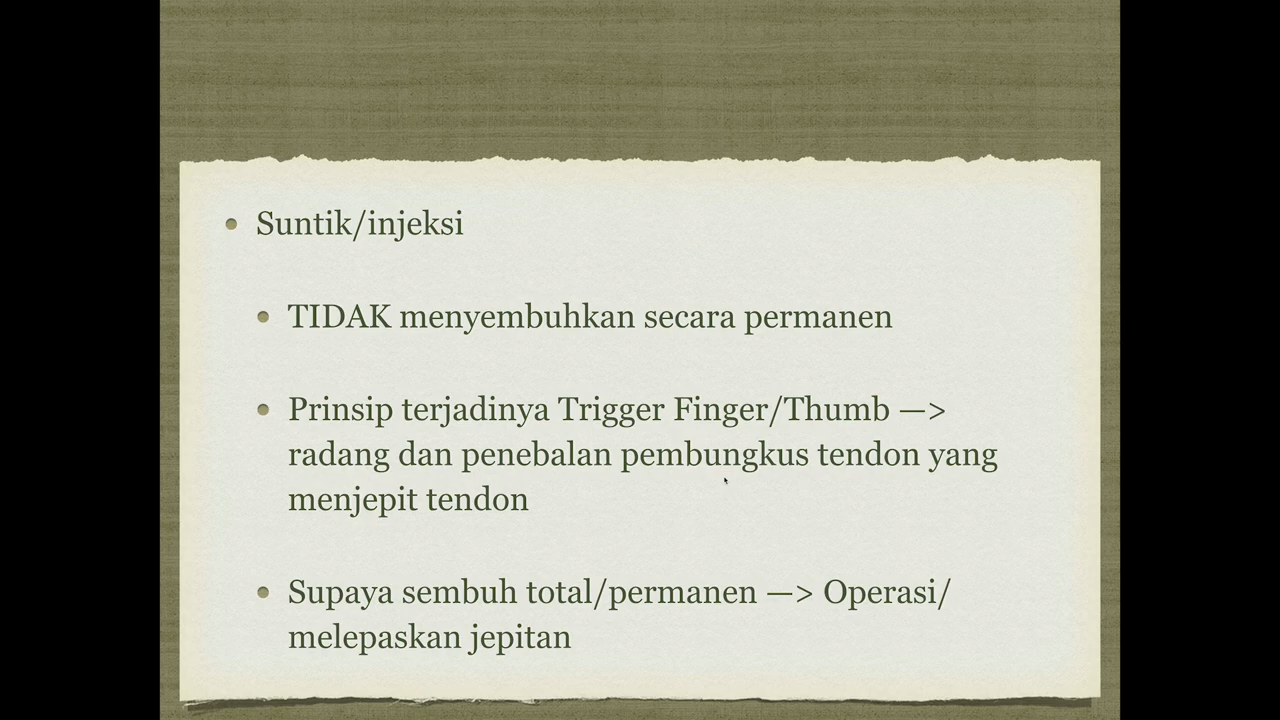 Suntik/injeksi
TIDAK menyembuhkan secara permanen
Prinsip terjadinya Trigger Finger/Thumb —>
radang dan penebalan pembungkus tendon yang
menjepit tendon
Supaya sembuh total/permanen —> Operasi/
melepaskan jepitan